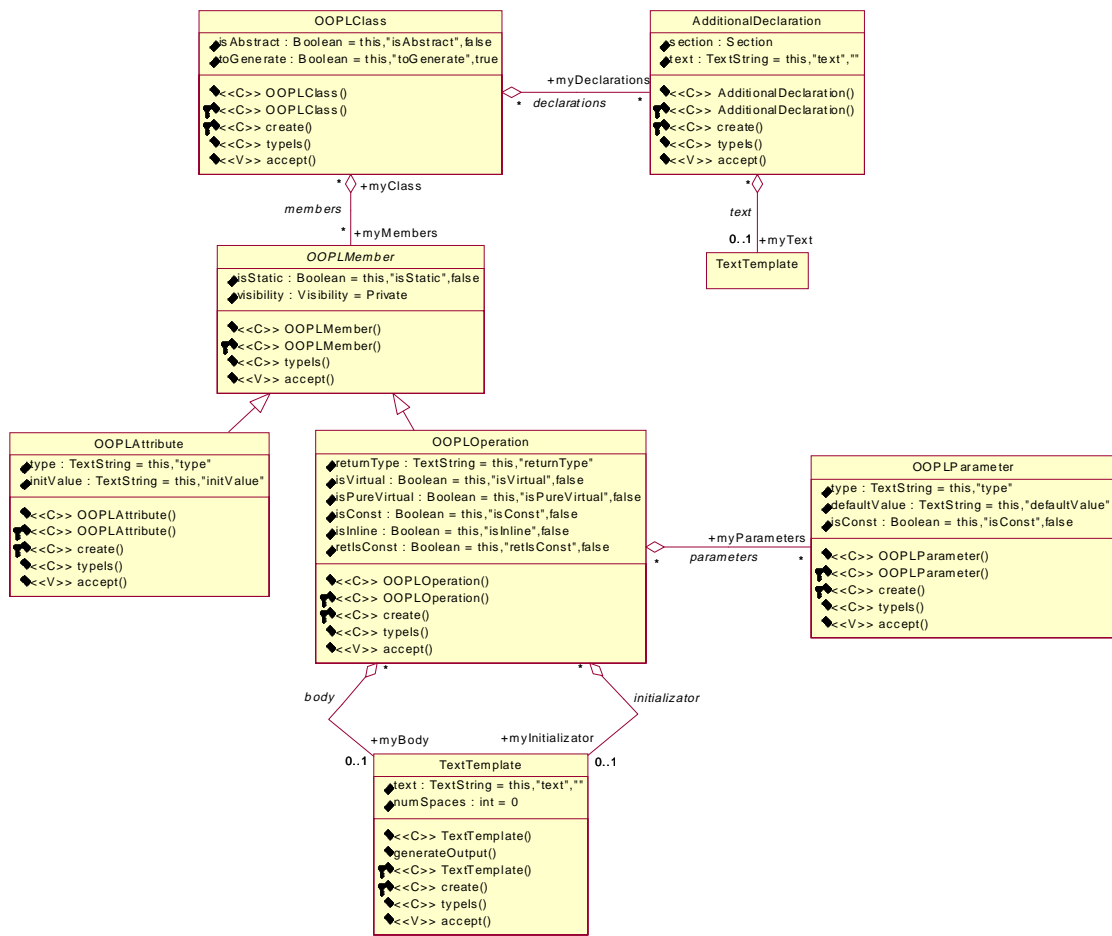 OOPLClass
isAbstract : Boolean = this,"isAbstract",false
toGenerate : Boolean = this,"toGenerate",true
<<C>> OOPLClass()
<<C>> OOPLClass()
<<C>> create()
<<C>> typeIs()
<<V>> accept()
AdditionalDeclaration
section : Section
text : TextString = this,"text",""
<<C>> AdditionalDeclaration()
<<C>> AdditionalDeclaration()
<<C>> create()
<<C>> typeIs()
<<V>> accept()
+myDeclarations
* declarations *
* +myClass
members
* +myMembers
*
text
0..1 +myText
TextTemplate
OOPLMember
isStatic : Boolean = this,"isStatic",false
visibility : Visibility = Private
<<C>> OOPLMember()
<<C>> OOPLMember()
<<C>> typeIs()
<<V>> accept()
OOPLAttribute
type : TextString = this,"type"
initValue : TextString = this,"initValue"
<<C>> OOPLAttribute()
<<C>> OOPLAttribute()
<<C>> create()
<<C>> typeIs()
<<V>> accept()
OOPLOperation
returnType : TextString = this,"returnType"
isVirtual : Boolean = this,"isVirtual",false
isPureVirtual : Boolean = this,"isPureVirtual",false
isConst : Boolean = this,"isConst",false
isInline : Boolean = this,"isInline",false
retIsConst : Boolean = this,"retIsConst",false
<<C>> OOPLOperation()
<<C>> OOPLOperation()
<<C>> create()
<<C>> typeIs()
<<V>> accept()
+myParameters
* parameters *
OOPLParameter
type : TextString = this,"type"
defaultValue : TextString = this,"defaultValue"
isConst : Boolean = this,"isConst",false
<<C>> OOPLParameter()
<<C>> OOPLParameter()
<<C>> create()
<<C>> typeIs()
<<V>> accept()
* *
body initializator
+myBody +myInitializator
0..1 0..1
TextTemplate
text : TextString = this,"text",""
numSpaces : int = 0
<<C>> TextTemplate()
generateOutput()
<<C>> TextTemplate()
<<C>> create()
<<C>> typeIs()
<<V>> accept()